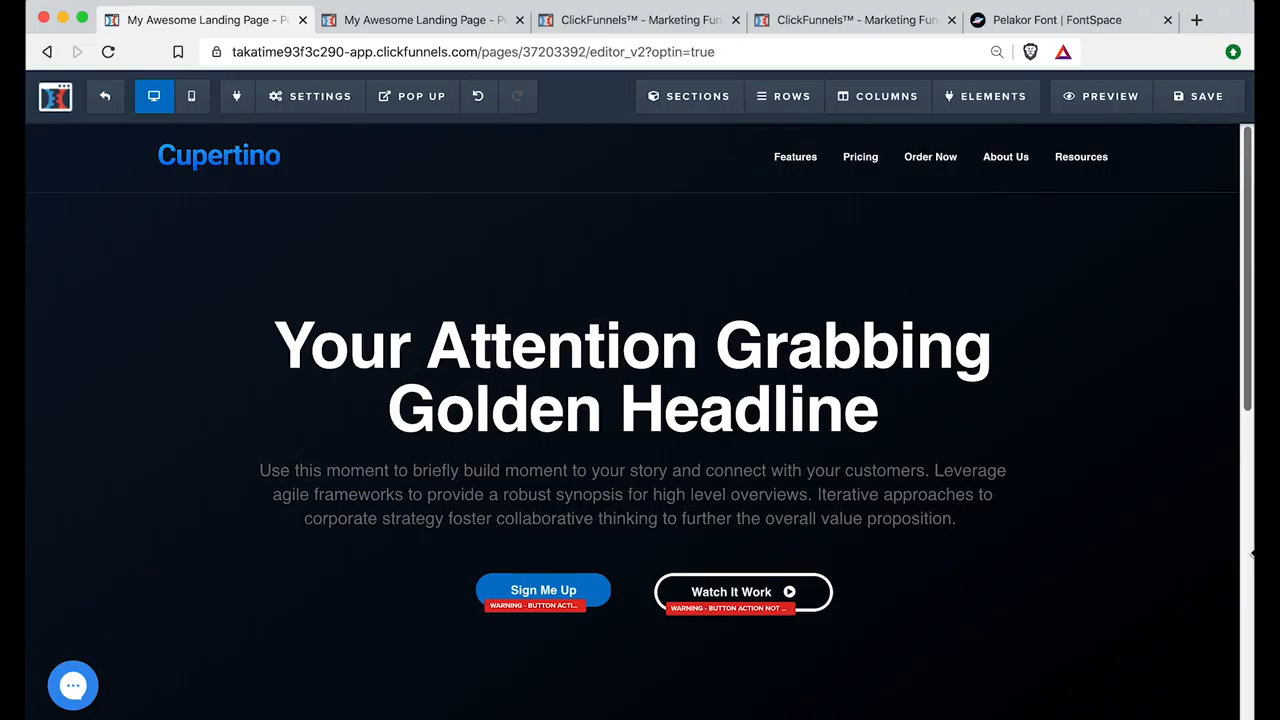 My Awesome Landing Page - P
My Awesome Landing Page - P
ClickFunnels™ - Marketing Fun
ClickFunnels™ - Marketing Fun
Pelakor Font | FontSpace
takatime93f3c290-app.clickfunnels.com/pages/37203392/editor_v2?optin=true
SETTINGS POP UP SECTIONS ROWS COLUMNS ELEMENTS PREVIEW SAVE
Cupertino Features Pricing Order Now About Us Resources
Your Attention Grabbing
Golden Headline
Use this moment to briefly build moment to your story and connect with your customers. Leverage
agile frameworks to provide a robust synopsis for high level overviews. Iterative approaches to
corporate strategy foster collaborative thinking to further the overall value proposition.
Sign Me Up Watch It Work
WARNING - BUTTON ACTI... WARNING - BUTTON ACTION NOT ...